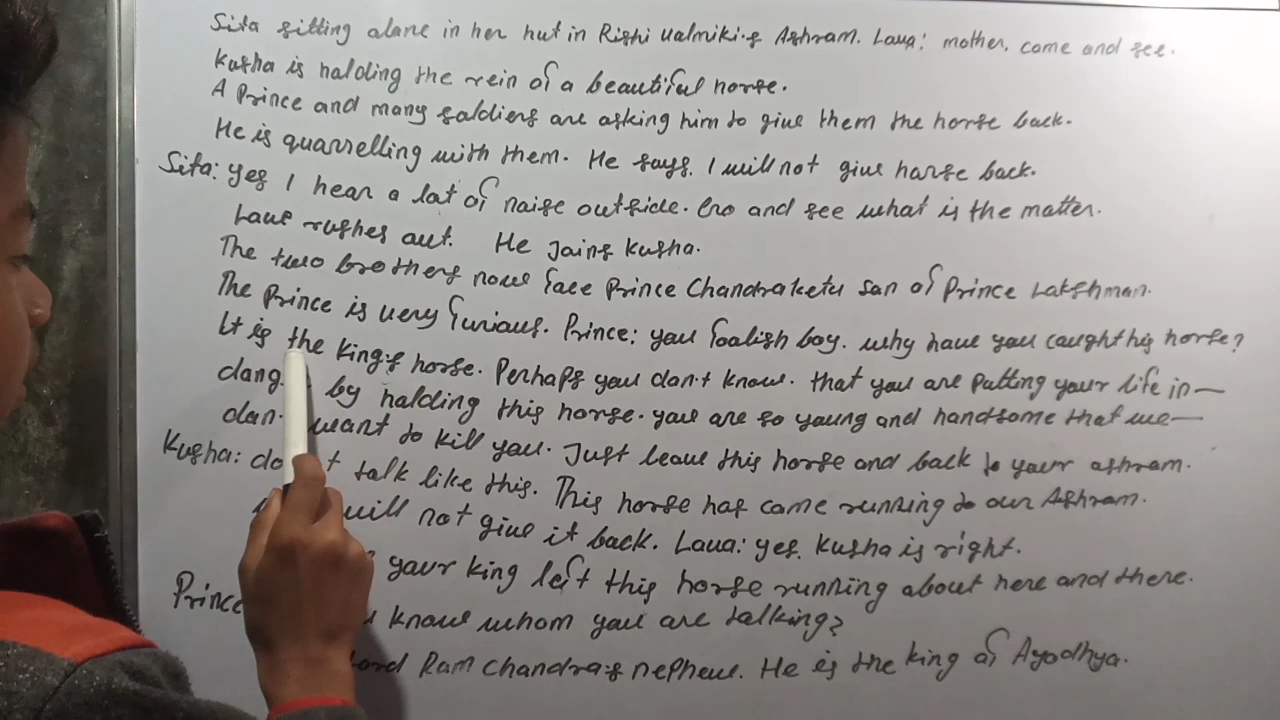 Sita sitting alone in her hut in Rishi Valmiki's Ashram. Lava: mother, come and see.
Kusha is holding the rein of a beautiful horse.
A Prince and many soldiers are asking him to give them the horse back.
He is quarrelling with them. He says. I will not give horse back.
Sita: yes I hear a lot of noise outside. Go and see what is the matter.
Lava rushes out. He joins Kusha.
The two brothers now face Prince Chandraketu son of Prince Lakshman.
The Prince is very furious. Prince: you foolish boy. why have you caught this horse?
It is the king's horse. Perhaps you don't know. that you are putting your life in
by holding this horse. you are so young and handsome that we
want to kill you. Just leave this horse and back to your ashram.
Kusha: talk like this. This horse has come running to our Ashram.
will not give it back. Lava: yes. Kusha is right.
your king left this horse running about here and there.
Prince know whom you are talking?
Ram Chandra's nephew. He is the king of Ayodhya.